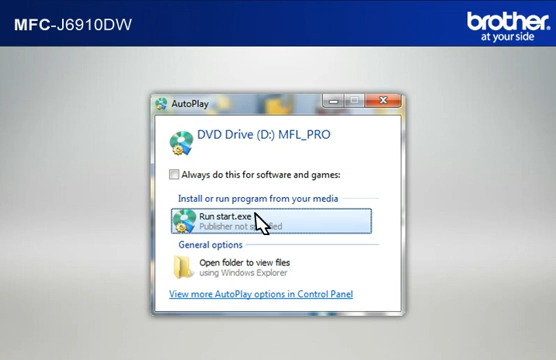 MFC-J6910DW
brother
at your side
AutoPlay
DVD Drive (D:) MFL_PRO
Always do this for software and games:
Install or run program from your media
Run start.exe
Publisher not
General options
Open folder to view files
using Windows Explorer
View more AutoPlay options in Control Panel